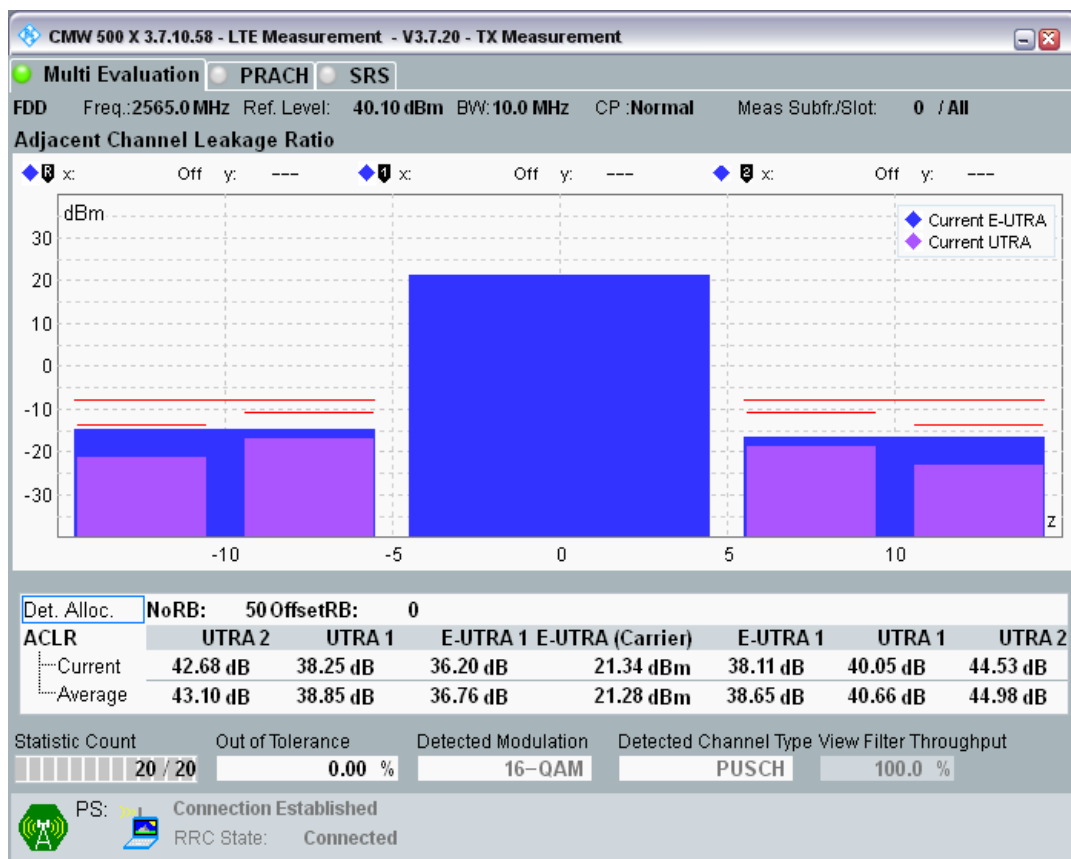 CMW 500 X 3.7.10.58 - LTE Measurement - V3.7.20 - TX Measurement
Multi Evaluation PRACH SRS
FDD Freq.:2565.0 MHz Ref. Level: 40.10 dBm BW: 10.0 MHz CP :Normal Meas Subfr./Slot: 0 / All
Adjacent Channel Leakage Ratio
R x: Off y: --- 1 x: Off y: --- 2 x: Off y: ---
dBm
Current E-UTRA
Current UTRA
30
20
10
0
-10
-20
-30
z
-10 -5 0 5 10
Det. Alloc. NoRB: 50 OffsetRB: 0
ACLR UTRA 2 UTRA 1 E-UTRA 1 E-UTRA (Carrier) E-UTRA 1 UTRA 1 UTRA 2
Current 42.68 dB 38.25 dB 36.20 dB 21.34 dBm 38.11 dB 40.05 dB 44.53 dB
Average 43.10 dB 38.85 dB 36.76 dB 21.28 dBm 38.65 dB 40.66 dB 44.98 dB
Statistic Count Out of Tolerance Detected Modulation Detected Channel Type View Filter Throughput
20 / 20 0.00 % 16-QAM PUSCH 100.0 %
PS: Connection Established
RRC State: Connected